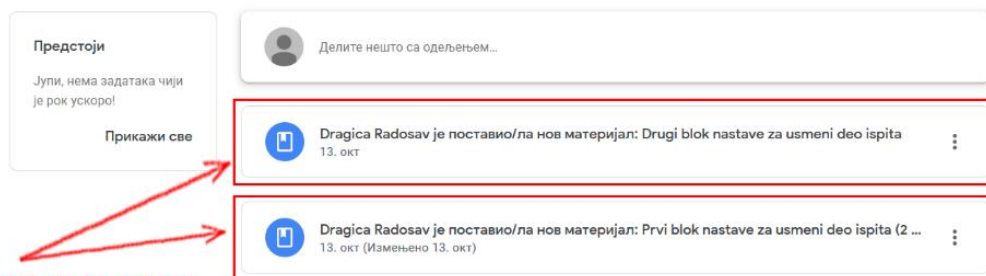 Предстоји
Јупи, нема задатака чији
је рок ускоро!
Прикажи све
Делите нешто са одељењем...
Dragica Radosav је поставио/ла нов материјал: Drugi blok nastave za usmeni deo ispita
13. окт
Dragica Radosav је поставио/ла нов материјал: Prvi blok nastave za usmeni deo ispita (2 ...
13. окт (Измењено 13. окт)